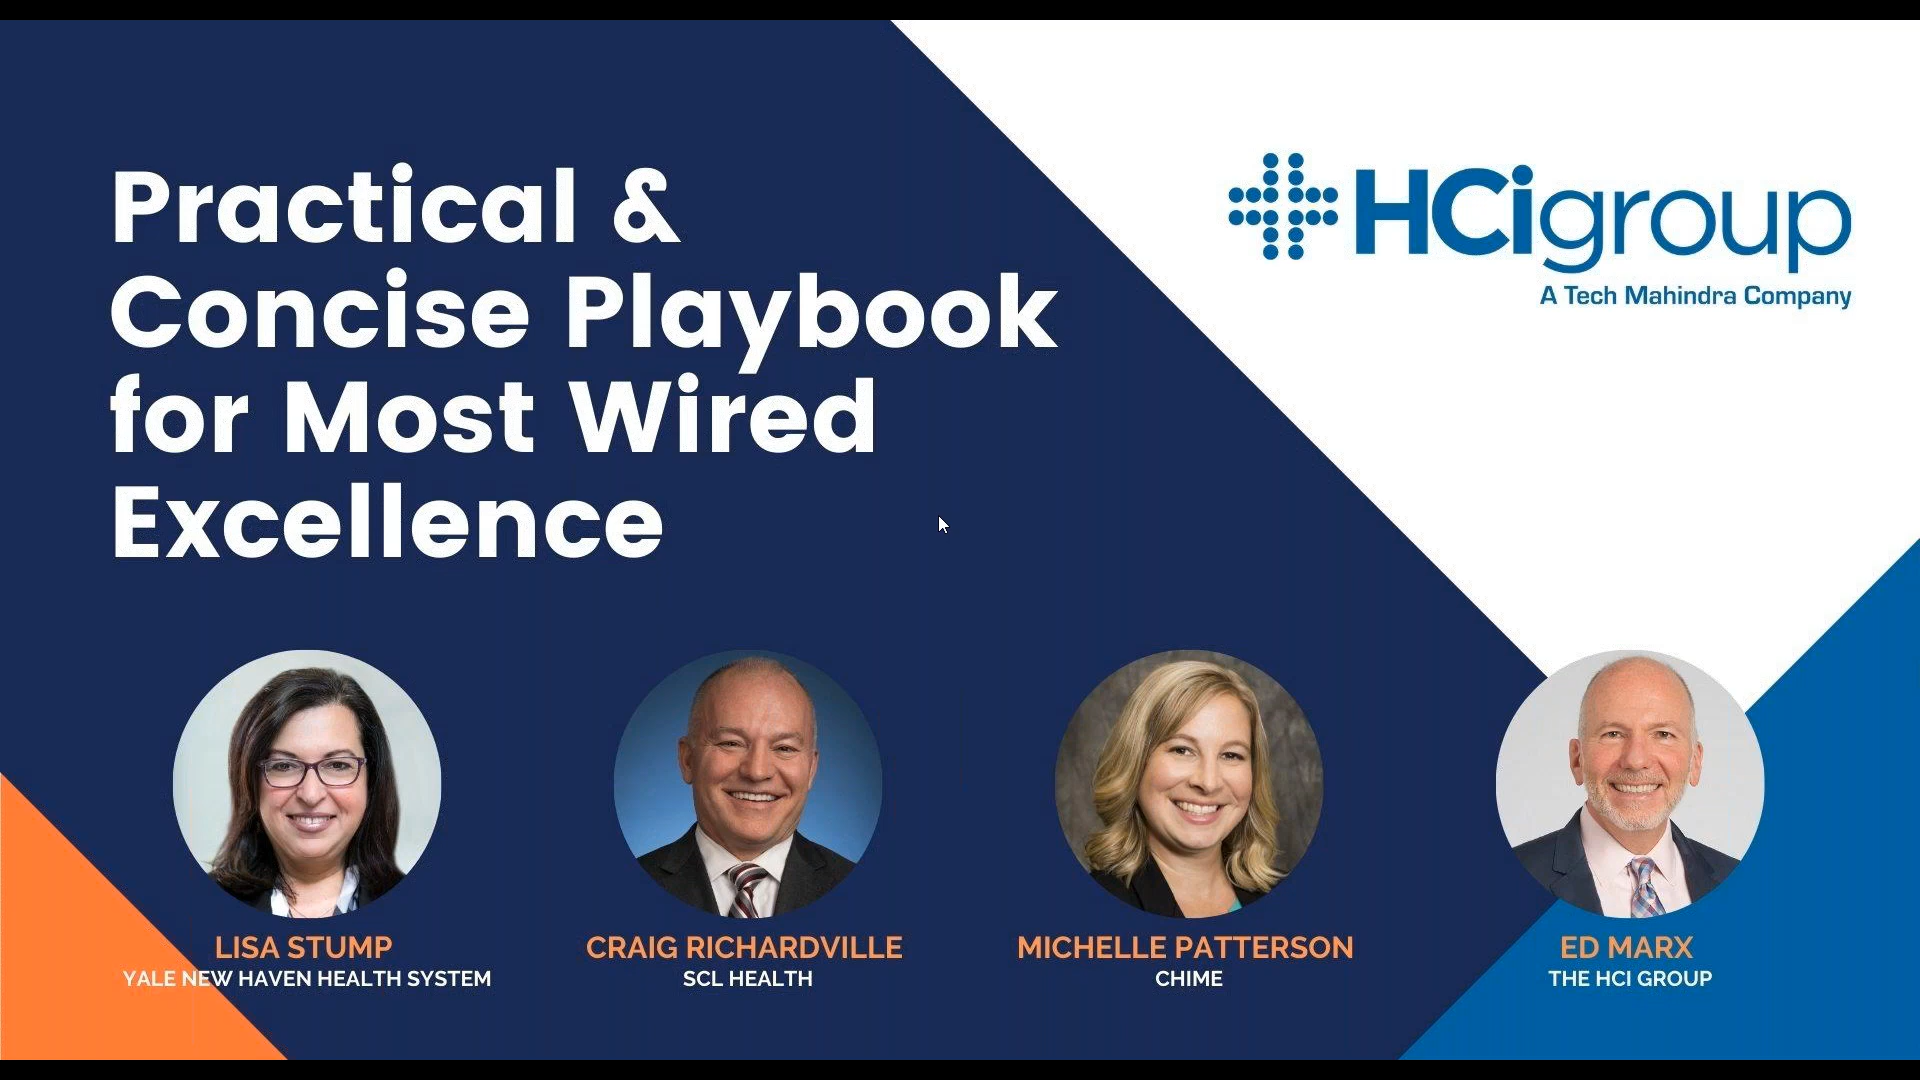 Practical &
Concise Playbook
for Most Wired
Excellence
HCigroup
A Tech Mahindra Company
LISA STUMP
YALE NEW HAVEN HEALTH SYSTEM
CRAIG RICHARDVILLE
SCL HEALTH
MICHELLE PATTERSON
CHIME
ED MARX
THE HCI GROUP